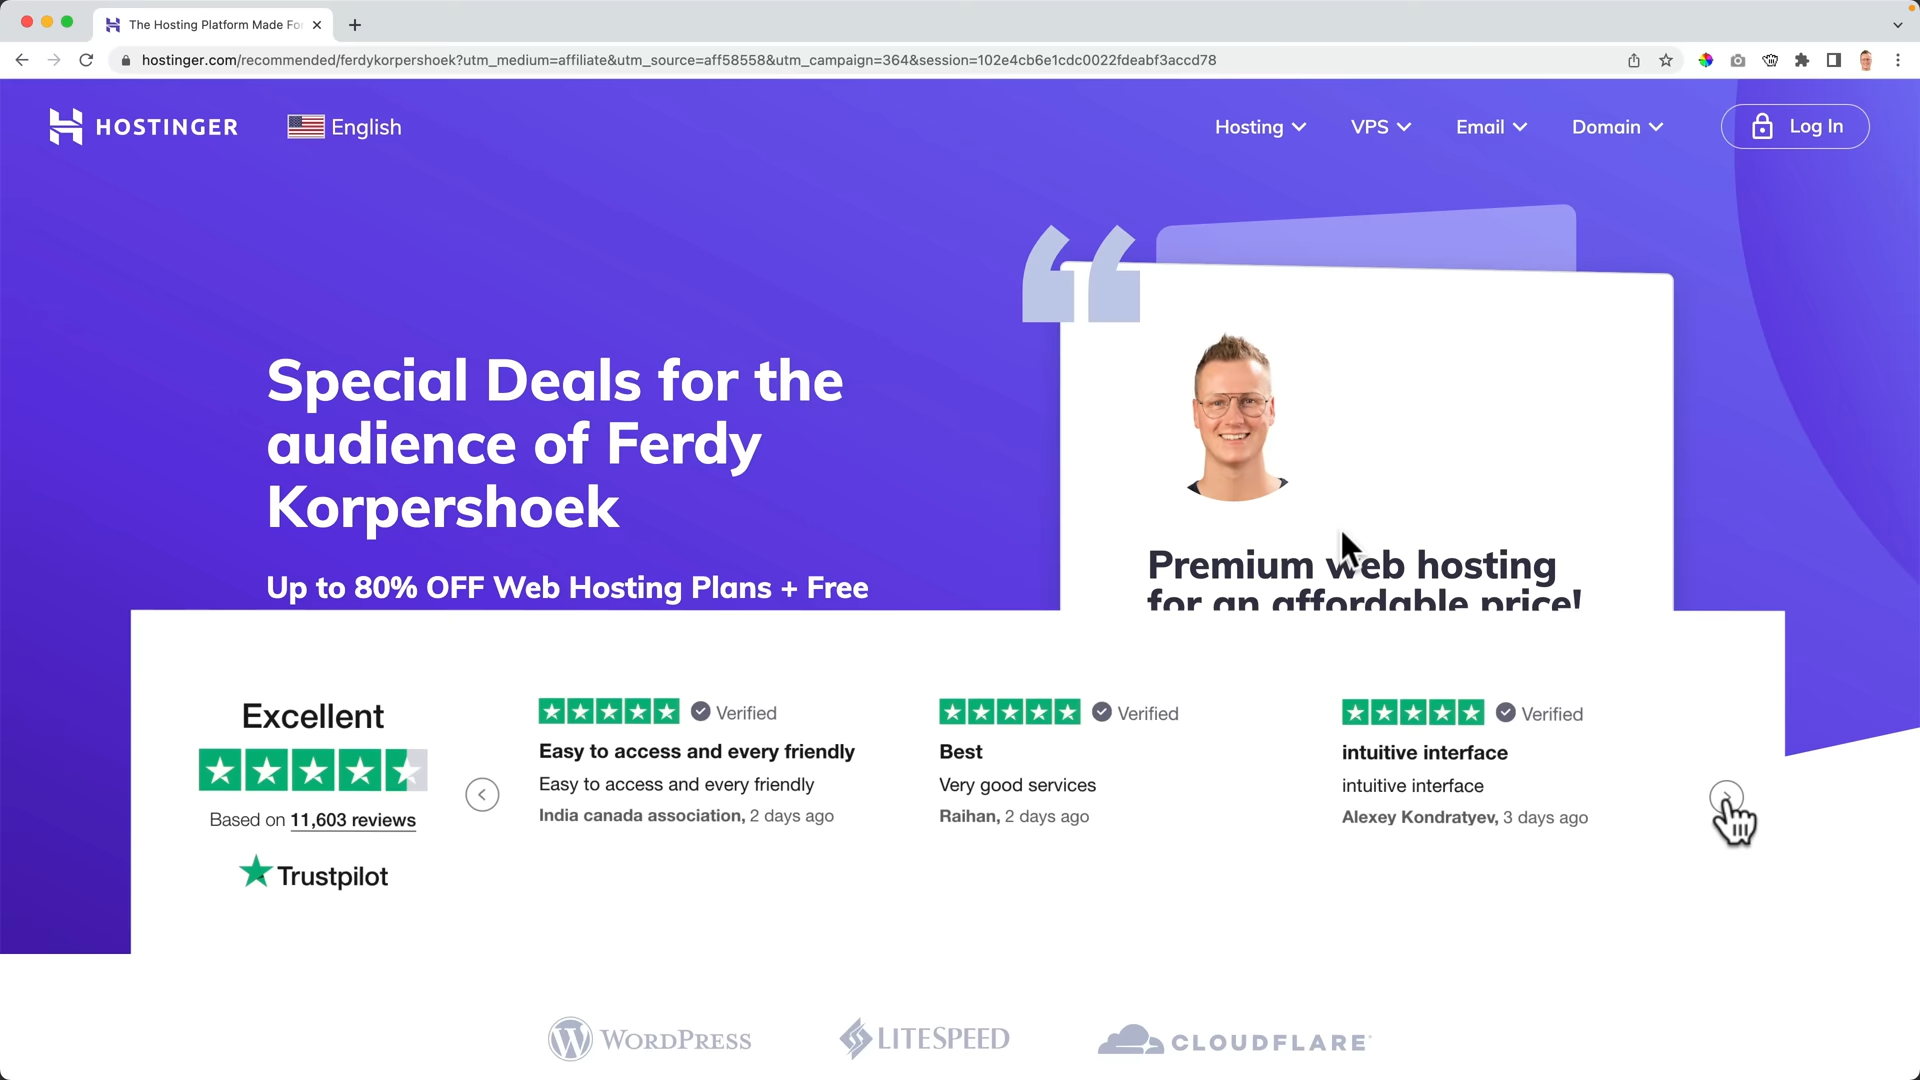 The Hosting Platform Made Fo
hostinger.com/recommended/ferdykorpershoek?utm_medium=affiliate&utm_source=aff58558&utm_campaign=364&session=102e4cb6e1cdc0022fdeabf3accd78
HOSTINGER
English
Hosting
VPS
Email
Domain
Log In
Special Deals for the
audience of Ferdy
Korpershoek
Up to 80% OFF Web Hosting Plans + Free
Premium web hosting
for an affordable price!
Excellent
Based on 11,603 reviews
Trustpilot
Verified
Easy to access and every friendly
Easy to access and every friendly
India canada association, 2 days ago
Verified
Best
Very good services
Raihan, 2 days ago
Verified
intuitive interface
intuitive interface
Alexey Kondratyev, 3 days ago
WORDPRESS
LITESPEED
CLOUDFLARE